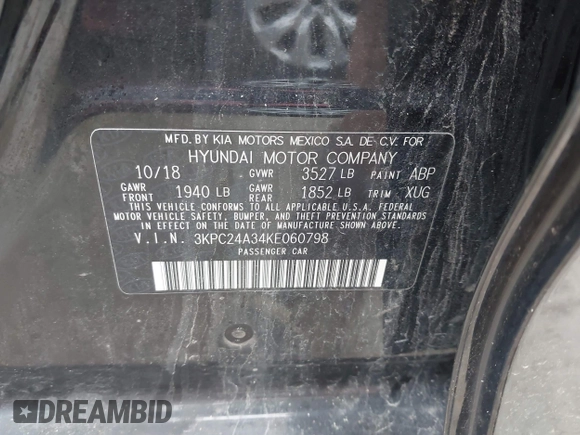 MFD. BY KIA MOTORS MEXICO S.A. DE C.V. FOR
HYUNDAI MOTOR COMPANY
10/18 GVWR 3527 LB PAINT ABP
GAWR FRONT 1940 LB GAWR REAR 1852 LB TRIM XUG
THIS VEHICLE CONFORMS TO ALL APPLICABLE U.S.A. FEDERAL
MOTOR VEHICLE SAFETY, BUMPER, AND THEFT PREVENTION STANDARDS
IN EFFECT ON THE DATE OF MANUFACTURE SHOWN ABOVE.
V.I.N. 3KPC24A34KE060798
PASSENGER CAR
DREAMBID